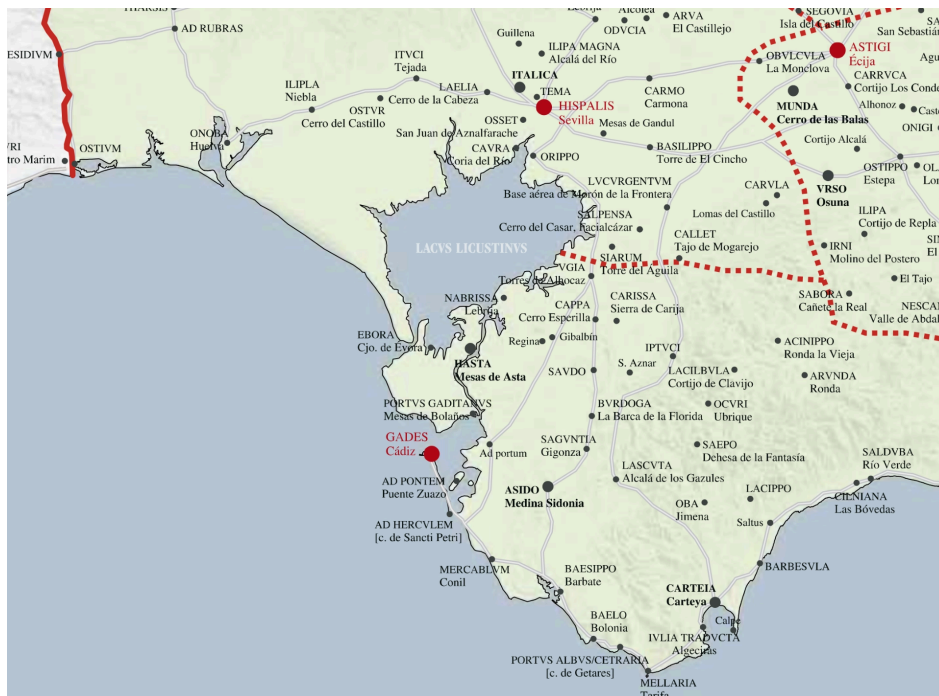 THARSIS
AD RUBRAS
ESIDIVM
Guillena
Lebrija
Alcolea
ODVCIA
ARVA
El Castillejo
SEGOVIA
Isla del Castillo
San Sebastián
ILIPA MAGNA
Alcalá del Río
ITVCI
Tejada
ITALICA
TEMA
HISPALIS
Sevilla
OBVLCVLA
La Monclova
ASTIGI
Écija
ILIPLA
Niebla
LAELIA
Cerro de la Cabeza
OSTVR
Cerro del Castillo
CARMO
Carmona
MUNDA
Cerro de las Balas
CARRVCA
Cortijo Los Conde
Alhonoz
ONIGI
OSSET
San Juan de Aznalfarache
Mesas de Gandul
ONOBA
Huelva
OSTIVM
tro Marim
CAVRA
Coria del Río
ORIPPO
BASILIPPO
Torre de El Cincho
Cortijo Alcalá
OSTIPPO
Estepa
VRSO
Osuna
LVCVRGENTVM
Base aérea de Morón de la Frontera
CARVLA
Lomas del Castillo
SALPENSA
Cerro del Casar, Facialcázar
ILIPA
Cortijo de Repla
LACVS LICUSTINVS
SIARUM
Torre del Águila
CALLET
Tajo de Mogarejo
IRNI
Molino del Postero
VGIA
Torres de Alhocaz
El Tajo
NABRISSA
Lebrija
CAPPA
Cerro Esperilla
CARISSA
Sierra de Carija
SABORA
Cañete la Real
NESCA
Valle de Abdal
EBORA
Cjo. de Évora
HASTA
Mesas de Asta
Regina
Gibalbín
IPTVCI
ACINIPPO
Ronda la Vieja
SAVDO
S. Aznar
LACILBVLA
Cortijo de Clavijo
ARVNDA
Ronda
PORTVS GADITANVS
Mesas de Bolaños
BVRDOGA
La Barca de la Florida
OCVRI
Ubrique
GADES
Cádiz
Ad portum
SAGVNTIA
Gigonza
SAEPO
Dehesa de la Fantasía
SALDVBA
Río Verde
AD PONTEM
Puente Zuazo
ASIDO
Medina Sidonia
LASCVTA
Alcalá de los Gazules
LACIPPO
CILNIANA
Las Bóvedas
OBA
Jimena
Saltus
AD HERCVLEM
[c. de Sancti Petri]
MERCABLVM
Conil
BAESIPPO
Barbate
BARBESVLA
CARTEIA
Carteya
BAELO
Bolonia
Calpe
IVLIA TRADVCTA
Algeciras
PORTVS ALBVS/CETRARIA
[c. de Getares]
MELLARIA
Tarifa